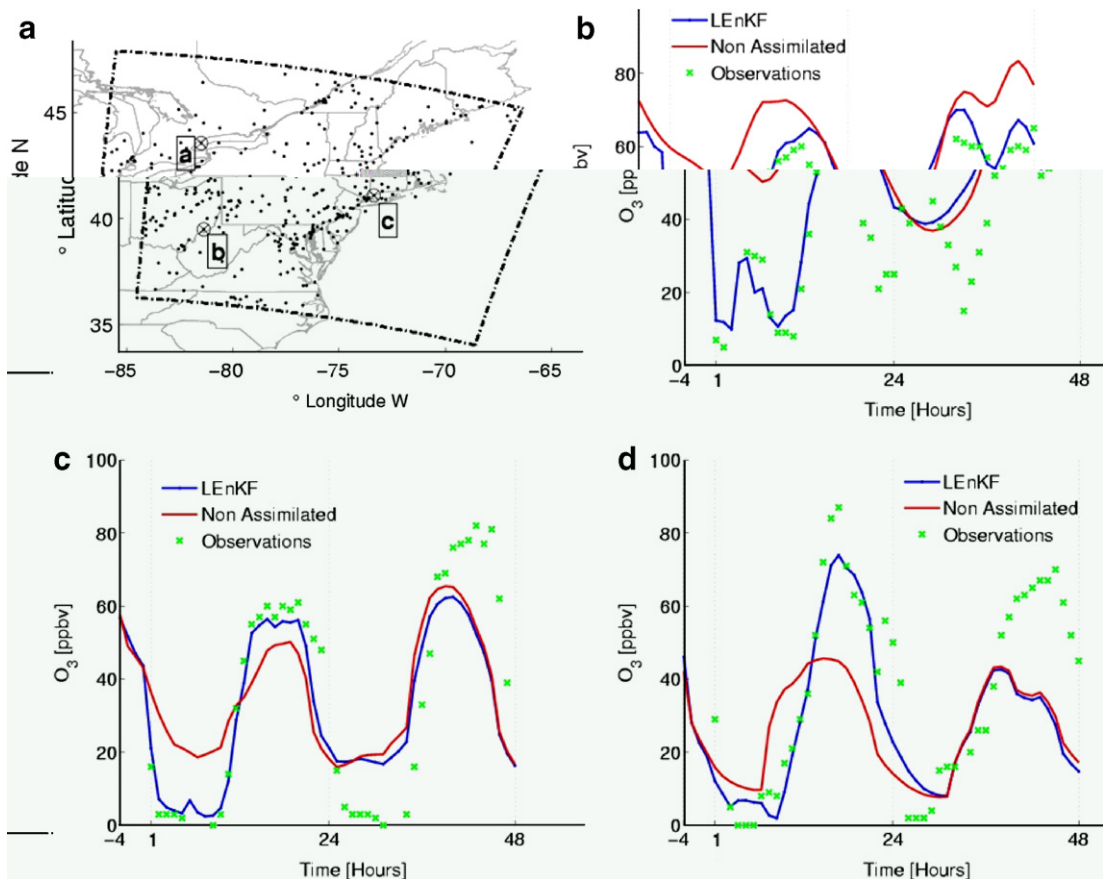 a
45
40
35
de N
° Latituc
a
b
c
−85
−80
−75
−70
−65
° Longitude W
b
LEnKF
Non Assimilated
Observations
80
60
40
20
0
bv]
O3 [pp
−4
1
24
48
Time [Hours]
c
100
80
60
40
20
0
O3 [ppbv]
LEnKF
Non Assimilated
Observations
−4
1
24
48
Time [Hours]
d
100
80
60
40
20
0
O3 [ppbv]
LEnKF
Non Assimilated
Observations
−4
1
24
48
Time [Hours]